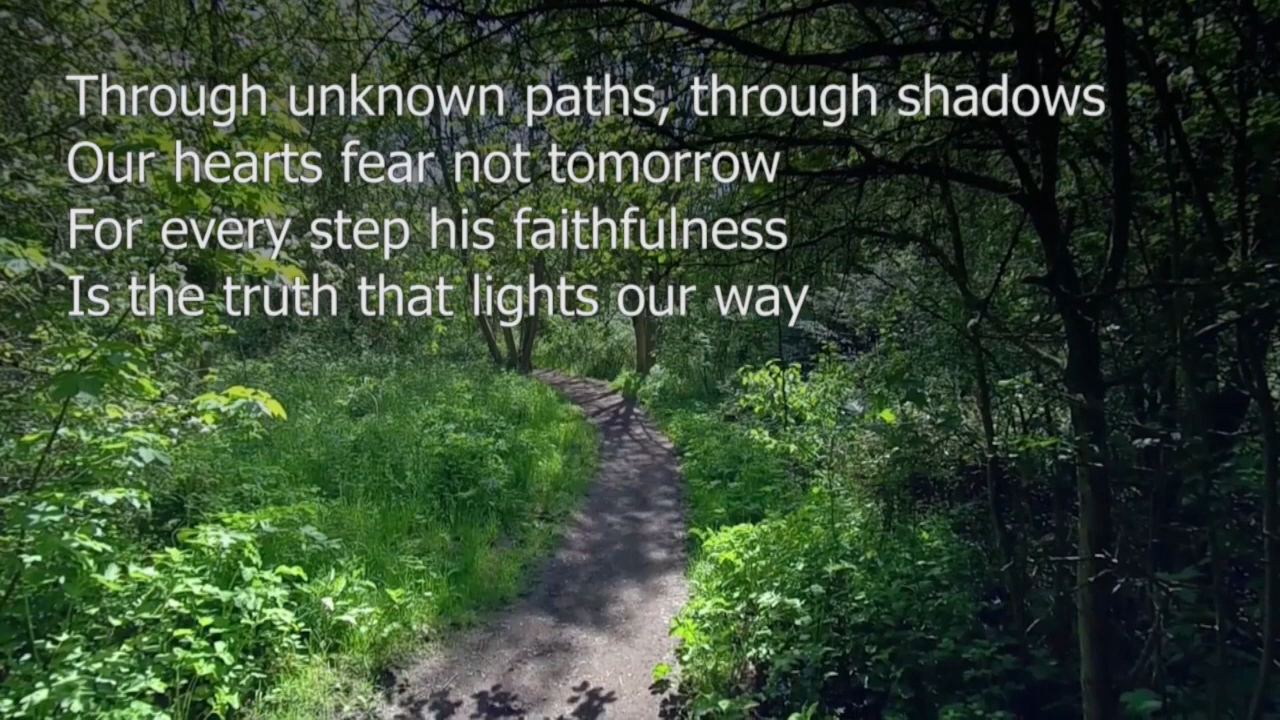 Through unknown paths, through shadows
Our hearts fear not tomorrow
For every step his faithfulness
Is the truth that lights our way